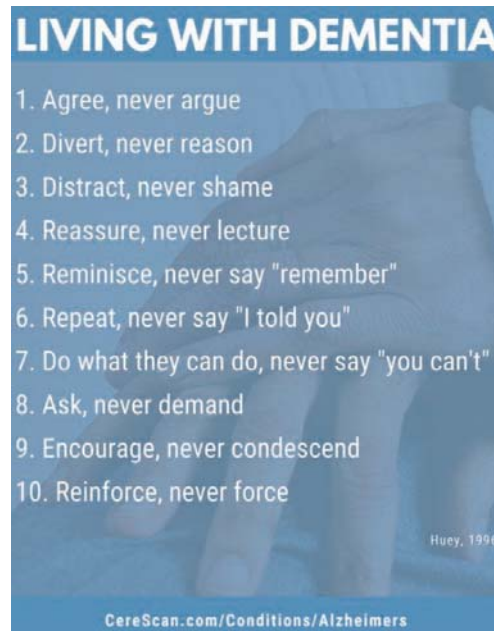 LIVING WITH DEMENTIA
1. Agree, never argue
2. Divert, never reason
3. Distract, never shame
4. Reassure, never lecture
5. Reminisce, never say "remember"
6. Repeat, never say "I told you"
7. Do what they can do, never say "you can't"
8. Ask, never demand
9. Encourage, never condescend
10. Reinforce, never force
Huey, 1996
CereScan.com/Conditions/Alzheimers